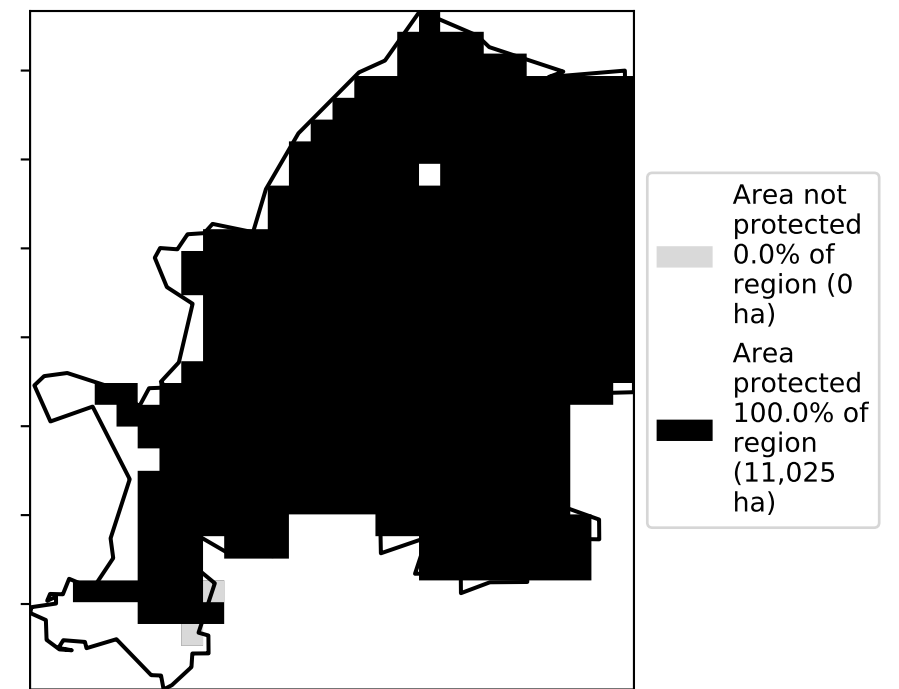 Area not
protected
0.0% of
region (0
ha)
Area
protected
100.0% of
region
(11,025
ha)